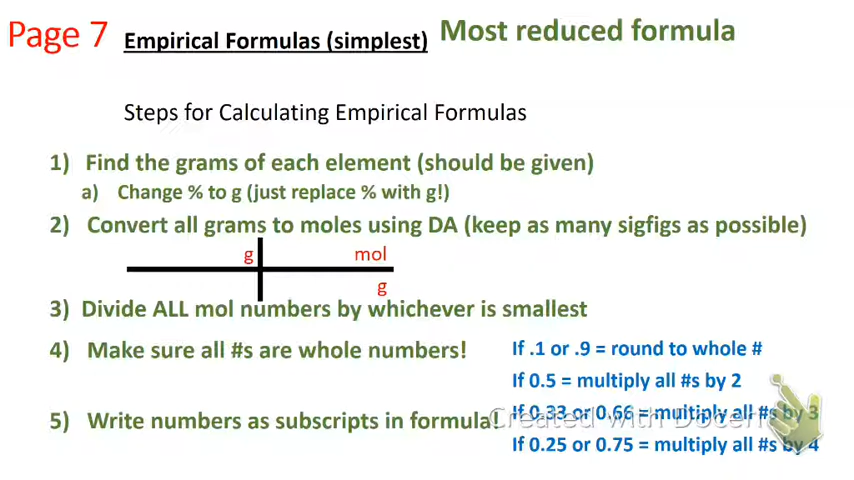 Page 7 Empirical Formulas (simplest) Most reduced formula
Steps for Calculating Empirical Formulas
1) Find the grams of each element (should be given)
a) Change % to g (just replace % with g!)
2) Convert all grams to moles using DA (keep as many sigfigs as possible)
g mol
g
3) Divide ALL mol numbers by whichever is smallest
4) Make sure all #s are whole numbers!
If .1 or .9 = round to whole #
If 0.5 = multiply all #s by 2
If 0.33 or 0.66 = multiply all #s by 3
If 0.25 or 0.75 = multiply all #s by 4
5) Write numbers as subscripts in formula!
Created with